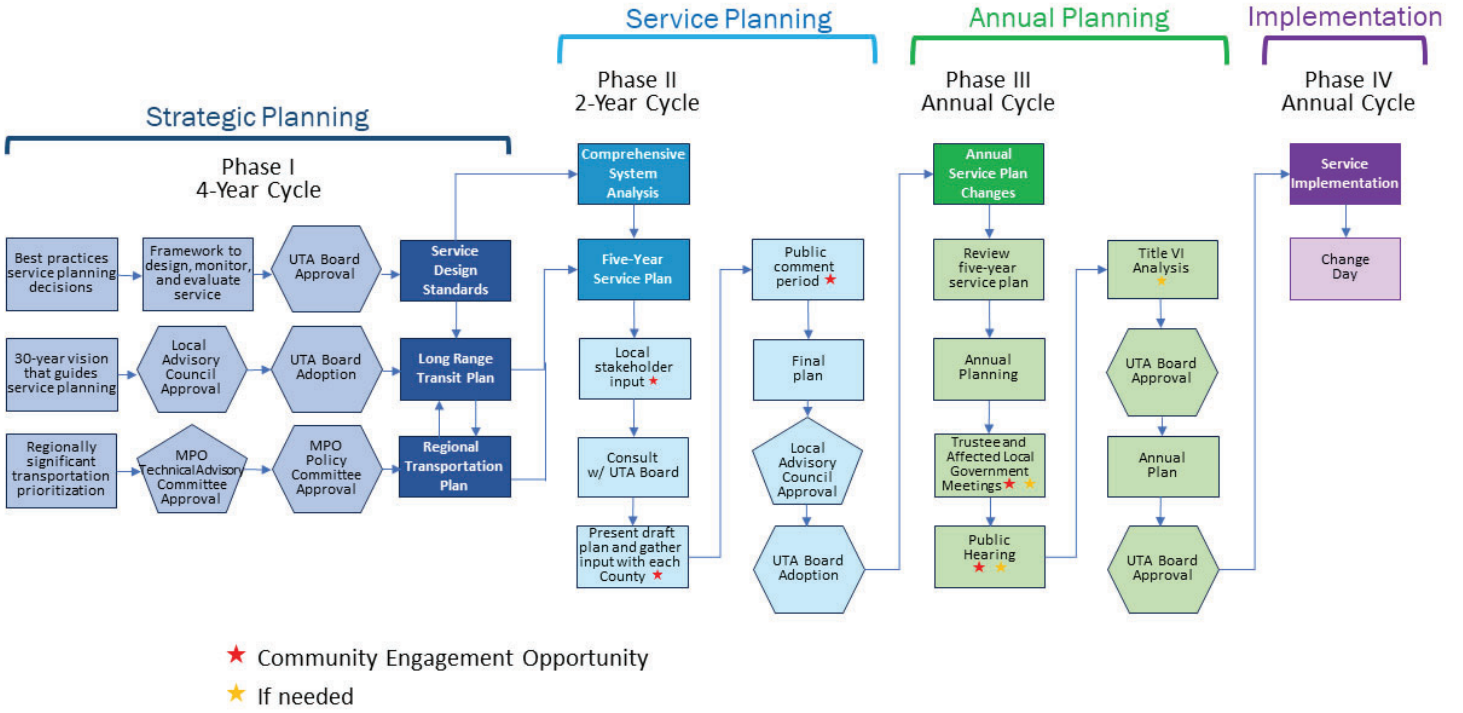 Strategic Planning
Phase I
4-Year Cycle
Best practices
service planning
decisions
Framework to
design, monitor,
and evaluate
service
UTA Board
Approval
Service
Design
Standards
30-year vision
that guides
service planning
Local
Advisory
Council
Approval
UTA Board
Adoption
Long Range
Transit Plan
Regionally
significant
transportation
prioritization
MPO
Technical Advisory
Committee
Approval
MPO
Policy
Committee
Approval
Regional
Transportation
Plan
Service Planning
Phase II
2-Year Cycle
Comprehensive
System
Analysis
Five-Year
Service Plan
Local
stakeholder
input
Consult
w/ UTA Board
Present draft
plan and gather
input with each
County
Public
comment
period
Final
plan
Local
Advisory
Council
Approval
UTA Board
Adoption
Annual Planning
Phase III
Annual Cycle
Annual
Service Plan
Changes
Review
five-year
service plan
Annual
Planning
Trustee and
Affected Local
Government
Meetings
Public
Hearing
Title VI
Analysis
UTA Board
Approval
Annual
Plan
UTA Board
Approval
Implementation
Phase IV
Annual Cycle
Service
Implementation
Change
Day
Community Engagement Opportunity
If needed